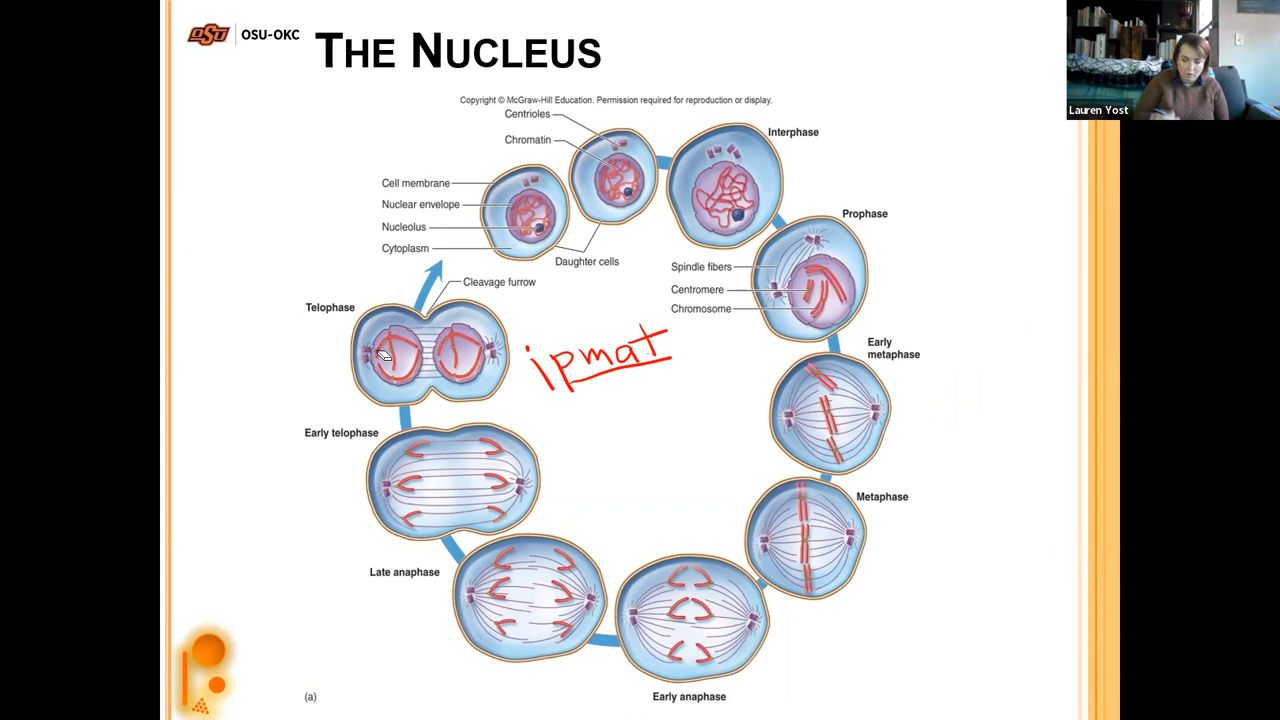 OSU OSU-OKC
THE NUCLEUS
Lauren Yost
Copyright © McGraw-Hill Education. Permission required for reproduction or display.
Centrioles
Chromatin
Interphase
Cell membrane
Nuclear envelope
Nucleolus
Cytoplasm
Daughter cells
Prophase
Spindle fibers
Centromere
Chromosome
Cleavage furrow
Telophase
ipmat
Early
metaphase
Early telophase
Metaphase
Late anaphase
Early anaphase
(a)